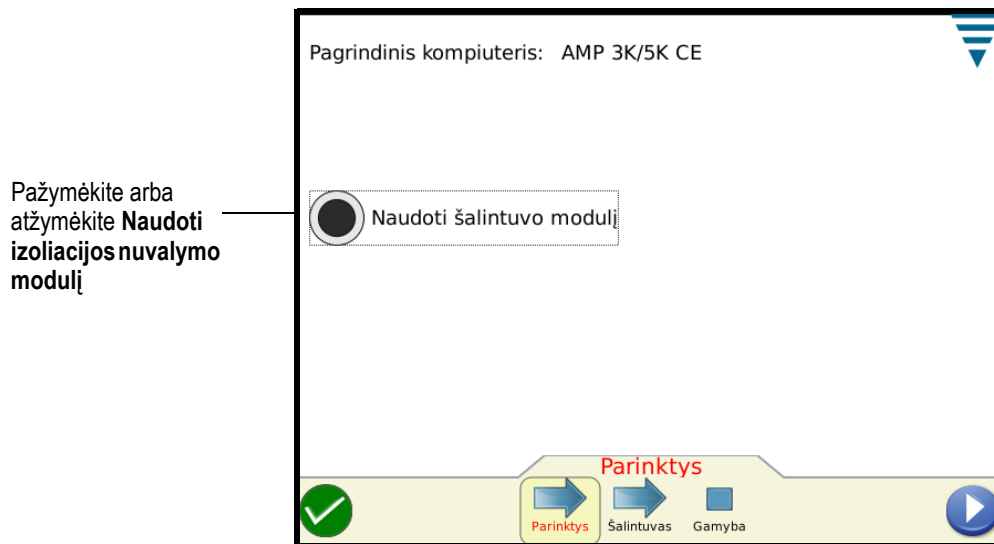 Pagrindinis kompiuteris: AMP 3K/5K CE
Pažymėkite arba
atžymėkite Naudoti
izoliacijos nuvalymo
modulį
Naudoti šalintuvo modulį
Parinktys
Parinktys Šalintuvas Gamyba